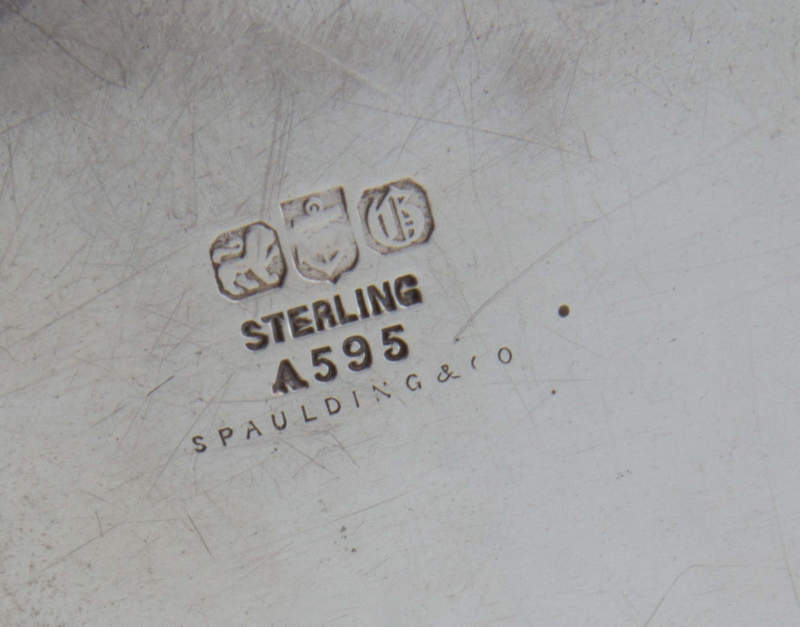 G
STERLING
A595
SPAULDING & CO